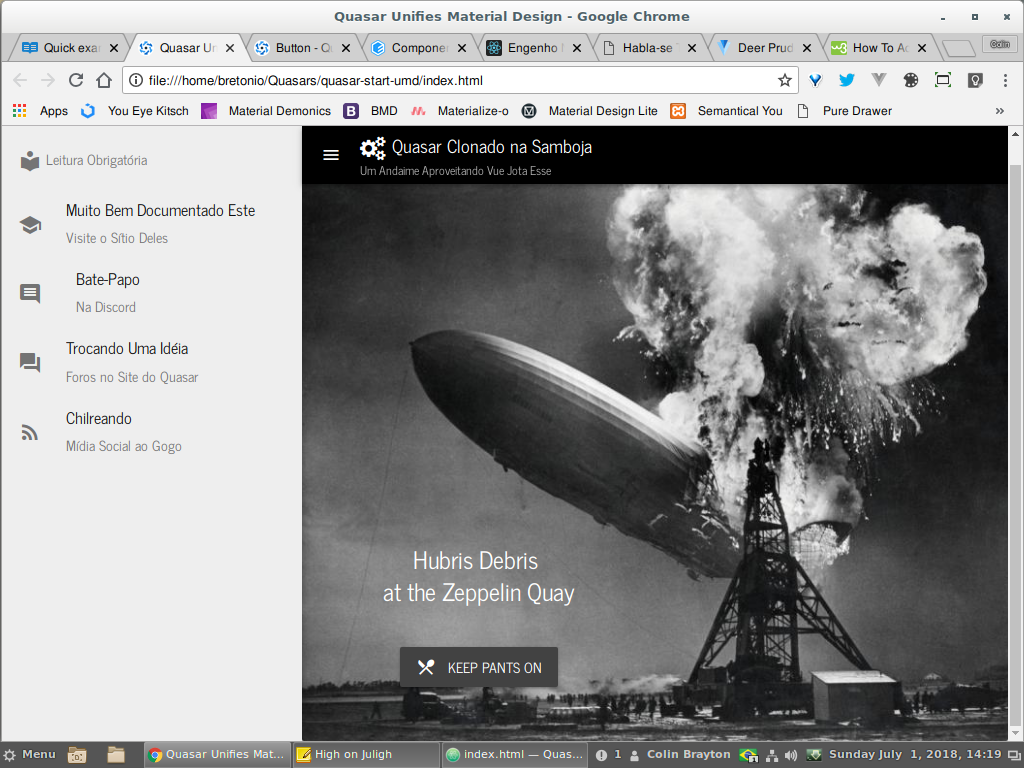 Quasar Unifies Material Design - Google Chrome
Quick exa
Quasar Un
Button - Q
Compone
Engenho
Habla-se
Deer Prud
How To Ac
Colin
file:///home/bretonio/Quasars/quasar-start-umd/index.html
Apps
You Eye Kitsch
Material Demonics
B
BMD
Materialize-o
Material Design Lite
Semantical You
Pure Drawer
»
Leitura Obrigatória
Muito Bem Documentado Este
Visite o Sítio Deles
Bate-Papo
Na Discord
Trocando Uma Idéia
Foros no Site do Quasar
Chilreando
Mídia Social ao Gogo
Quasar Clonado na Samboja
Um Andaime Aproveitando Vue Jota Esse
Hubris Debris
at the Zeppelin Quay
KEEP PANTS ON
Menu
Quasar Unifies Mat...
High on Juligh
index.html — Quas...
1
Colin Brayton
Sunday July 1, 2018, 14:19